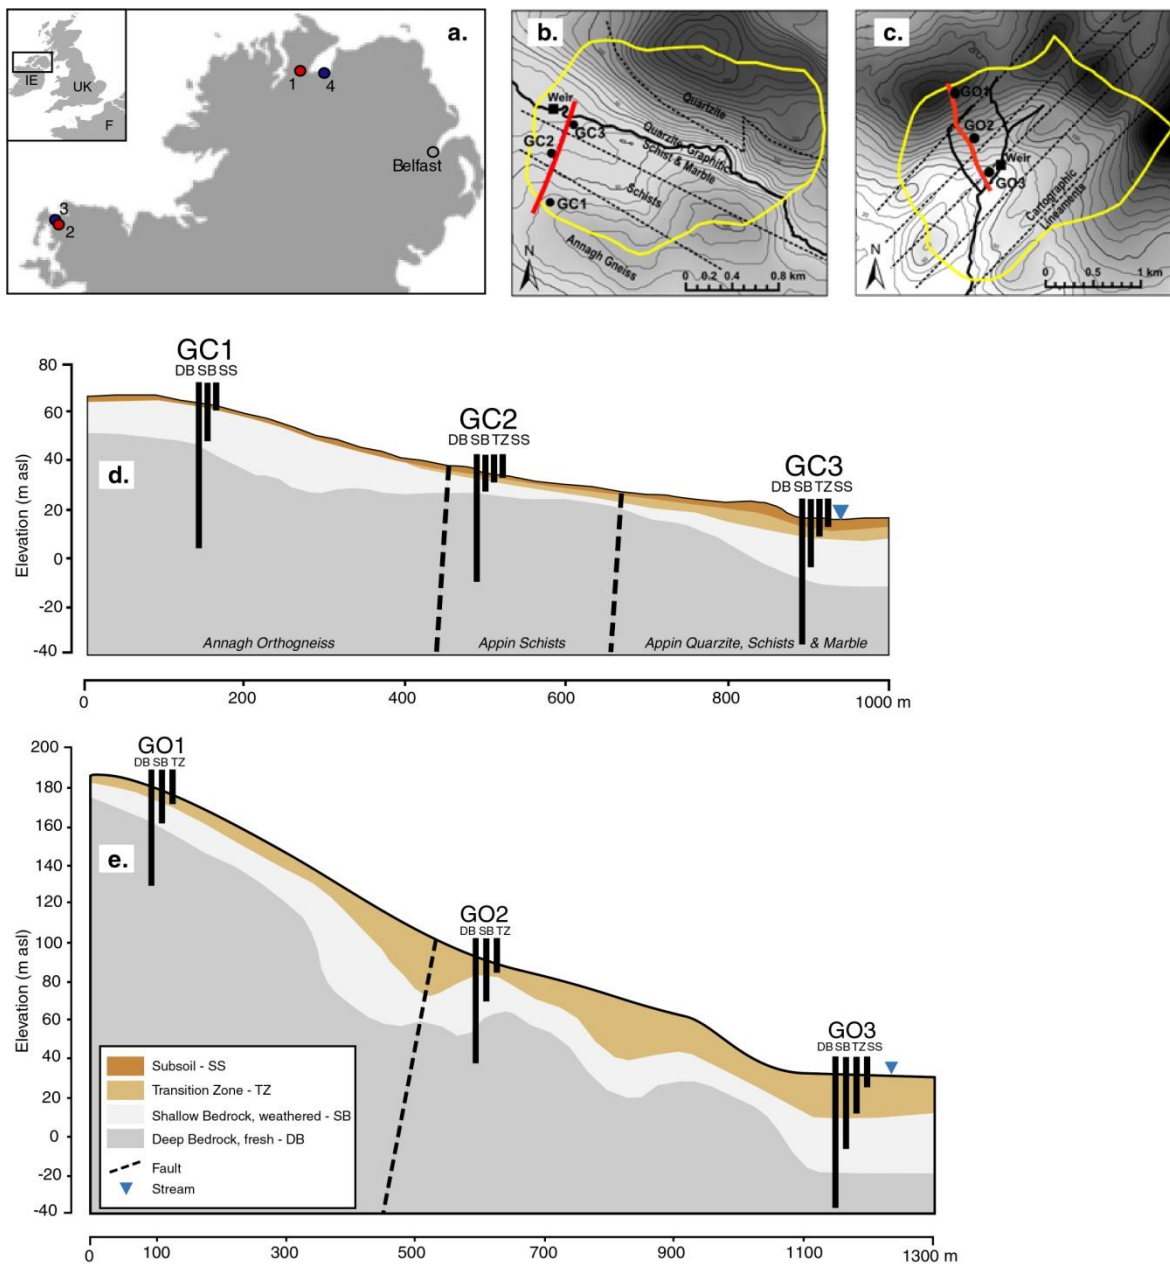 a.
IE
UK
F
1
4
Belfast
3
2
b.
Weir
Quartzite
GC3
GC2
Quartzite, Graphitic
Schist & Marble
Schists
GC1
Annagh Gneiss
N
0 0.2 0.4 0.8 km
c.
GO1
GO2
Weir
GO3
Cartographic
Lineaments
N
0 0.5 1 km
d.
Elevation (m asl)
80
60
40
20
0
-20
-40
GC1
DB SB SS
GC2
DB SB TZ SS
GC3
DB SB TZ SS
Annagh Orthogneiss
Appin Schists
Appin Quartzite, Schists & Marble
0 200 400 600 800 1000 m
e.
Elevation (m asl)
200
180
160
140
120
100
80
60
40
20
0
-20
-40
GO1
DB SB TZ
GO2
DB SB TZ
GO3
DB SB TZ SS
Subsoil - SS
Transition Zone - TZ
Shallow Bedrock, weathered - SB
Deep Bedrock, fresh - DB
Fault
Stream
0 100 300 500 700 900 1100 1300 m